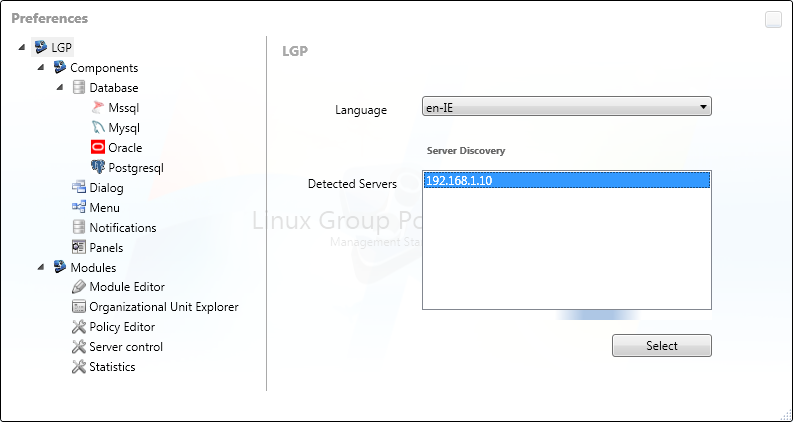 Preferences
LGP
Components
Database
Mssql
Mysql
Oracle
Postgresql
Dialog
Menu
Notifications
Panels
Modules
Module Editor
Organizational Unit Explorer
Policy Editor
Server control
Statistics
LGP
Language
en-IE
Server Discovery
Detected Servers
192.168.1.10
Linux Group Po
Management Sta
Select